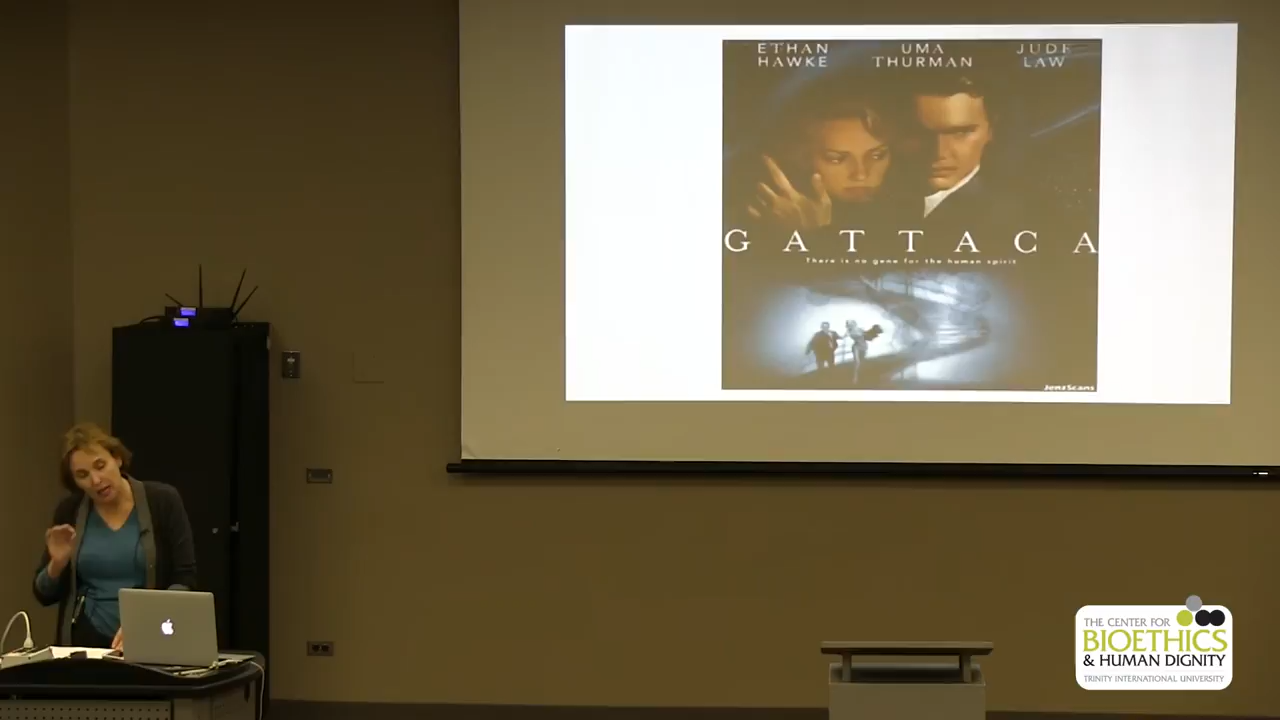 ETHAN HAWKE
UMA THURMAN
JUDE LAW
GATTACA
There is no gene for the human spirit
JenzScans
THE CENTER FOR
BIOETHICS
& HUMAN DIGNITY
TRINITY INTERNATIONAL UNIVERSITY